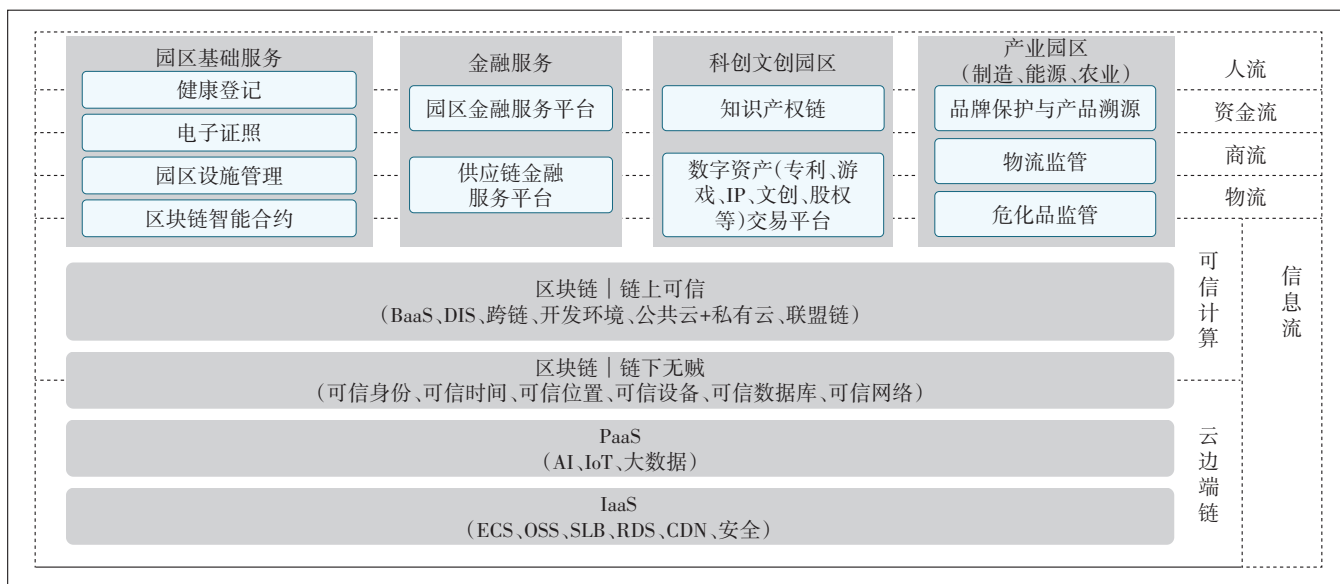 园区基础服务
健康登记
电子证照
园区设施管理
区块链智能合约
金融服务
园区金融服务平台
供应链金融
服务平台
科创文创园区
知识产权链
数字资产(专利、游
戏、IP、文创、股权
等)交易平台
产业园区
(制造、能源、农业)
品牌保护与产品溯源
物流监管
危化品监管
人流
资金流
商流
物流
区块链|链上可信
(BaaS、DIS、跨链、开发环境、公共云+私有云、联盟链)
区块链|链下无贼
(可信身份、可信时间、可信位置、可信设备、可信数据库、可信网络)
PaaS
(AI、IoT、大数据)
IaaS
(ECS、OSS、SLB、RDS、CDN、安全)
可信计算
云边端链
信息流